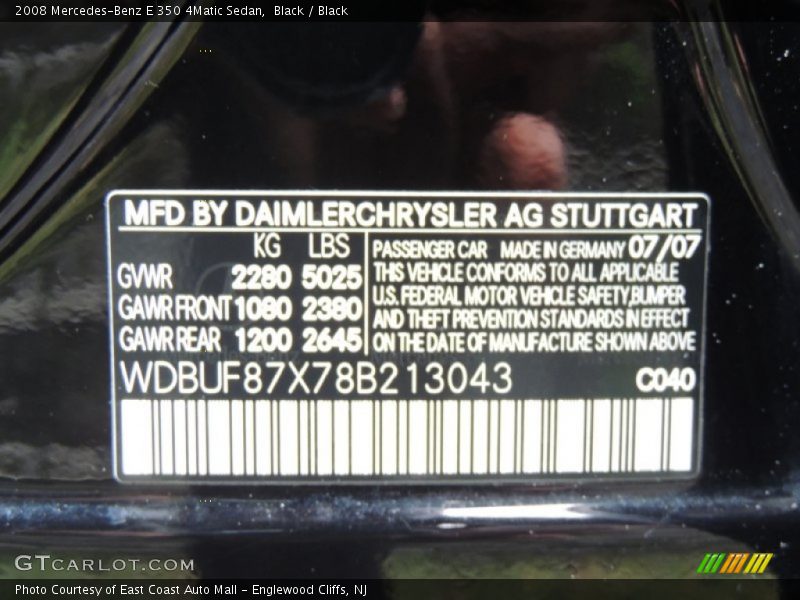 2008 Mercedes-Benz E 350 4Matic Sedan, Black / Black
MFD BY DAIMLERCHRYSLER AG STUTTGART
KG LBS
GVWR 2280 5025
GAWR FRONT 1080 2380
GAWR REAR 1200 2645
PASSENGER CAR MADE IN GERMANY 07/07
THIS VEHICLE CONFORMS TO ALL APPLICABLE
U.S. FEDERAL MOTOR VEHICLE SAFETY,BUMPER
AND THEFT PREVENTION STANDARDS IN EFFECT
ON THE DATE OF MANUFACTURE SHOWN ABOVE
WDBUF87X78B213043 C040
GTCARLOT.COM
Photo Courtesy of East Coast Auto Mall - Englewood Cliffs, NJ